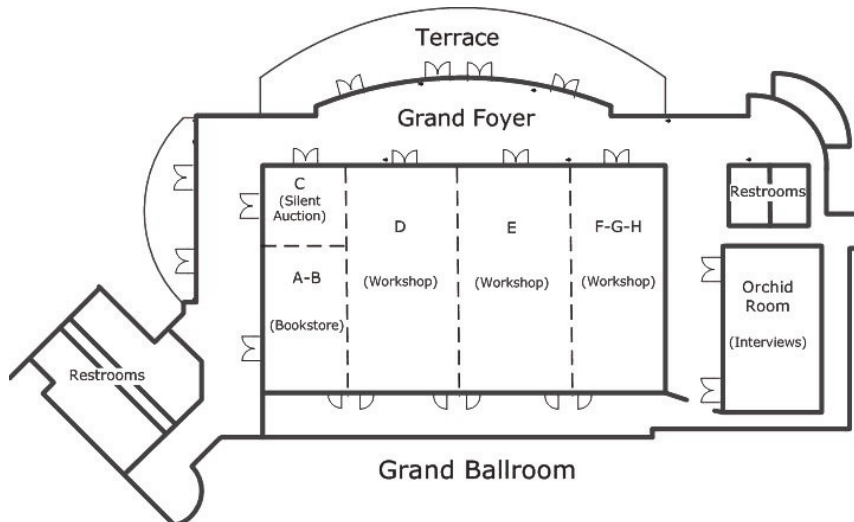 Terrace
Grand Foyer
C
(Silent
Auction)
D
(Workshop)
E
(Workshop)
F-G-H
(Workshop)
Restrooms
A-B
(Bookstore)
Orchid
Room
(Interviews)
Restrooms
Grand Ballroom